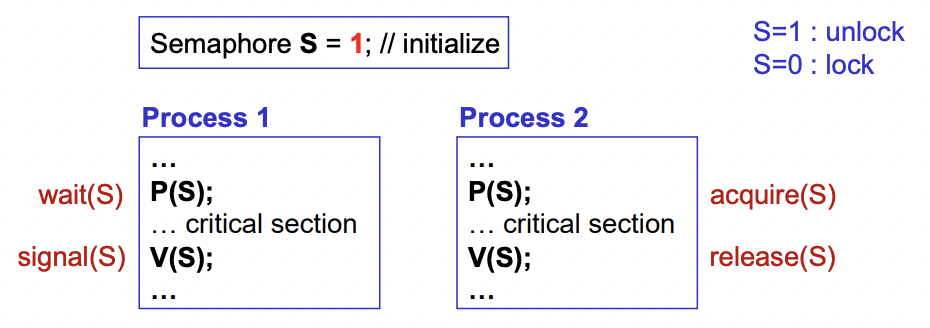 Semaphore S = 1; // initialize
S=1 : unlock
S=0 : lock
Process 1
...
wait(S)
P(S);
... critical section
signal(S)
V(S);
...
Process 2
...
P(S);
acquire(S)
... critical section
V(S);
release(S)
...